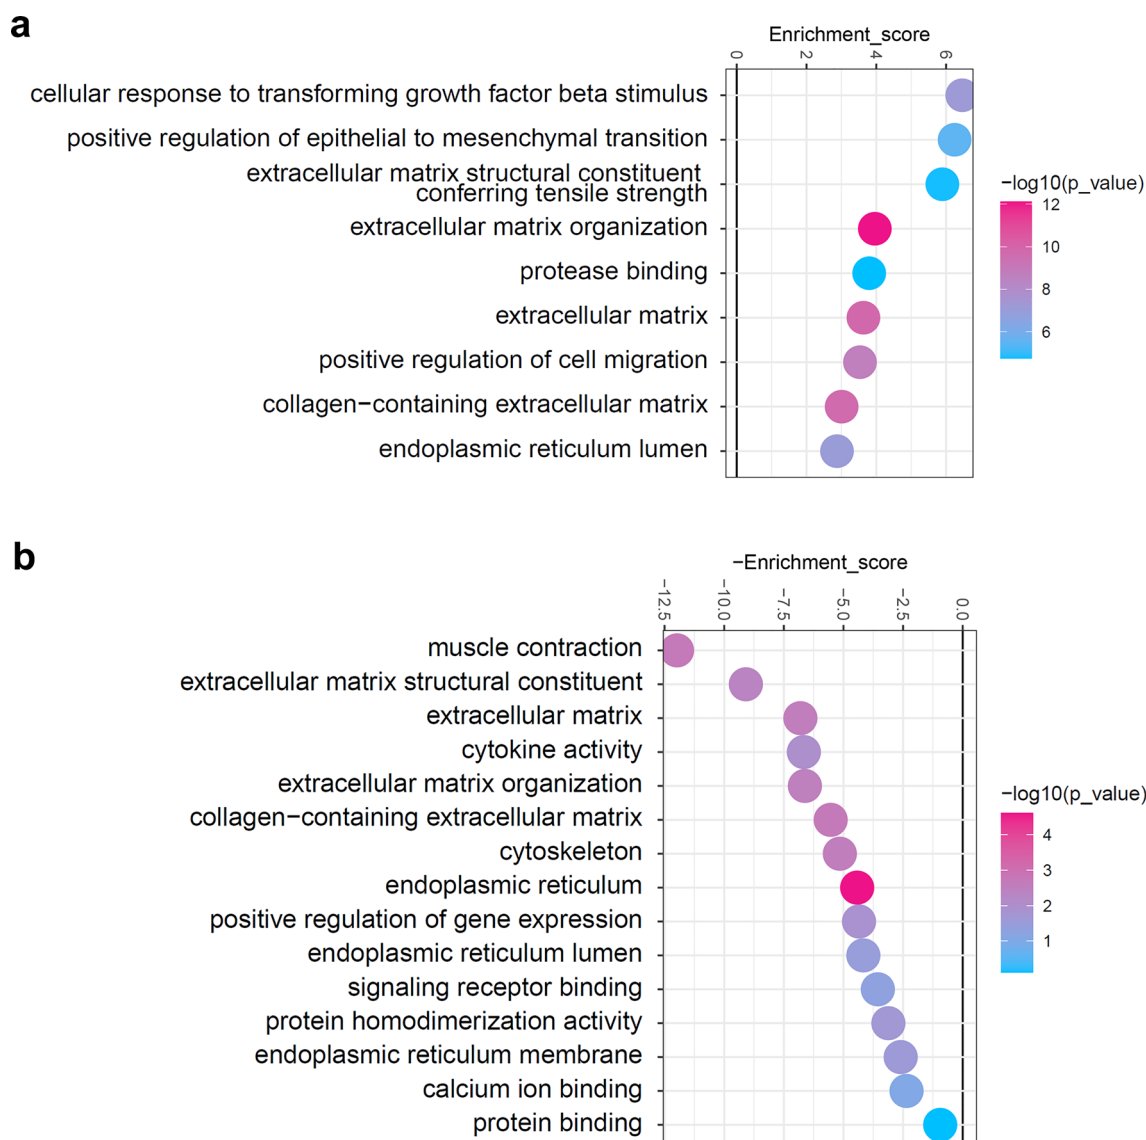 a
Enrichment_score
0 2 4 6
cellular response to transforming growth factor beta stimulus
positive regulation of epithelial to mesenchymal transition
extracellular matrix structural constituent
conferring tensile strength
extracellular matrix organization
protease binding
extracellular matrix
positive regulation of cell migration
collagen−containing extracellular matrix
endoplasmic reticulum lumen
−log10(p_value)
12
10
8
6
b
−Enrichment_score
−12.5 −10.0 −7.5 −5.0 −2.5 0.0
muscle contraction
extracellular matrix structural constituent
extracellular matrix
cytokine activity
extracellular matrix organization
collagen−containing extracellular matrix
cytoskeleton
endoplasmic reticulum
positive regulation of gene expression
endoplasmic reticulum lumen
signaling receptor binding
protein homodimerization activity
endoplasmic reticulum membrane
calcium ion binding
protein binding
−log10(p_value)
4
3
2
1